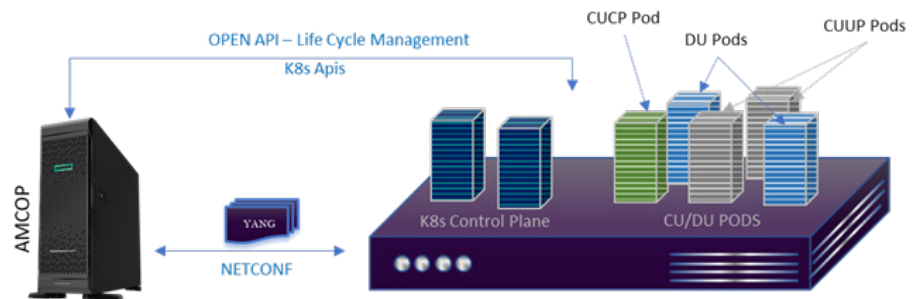 CUCP Pod
DU Pods
CUUP Pods
OPEN API – Life Cycle Management
K8s Apis
AMCOP
K8s Control Plane
CU/DU PODS
YANG
NETCONF